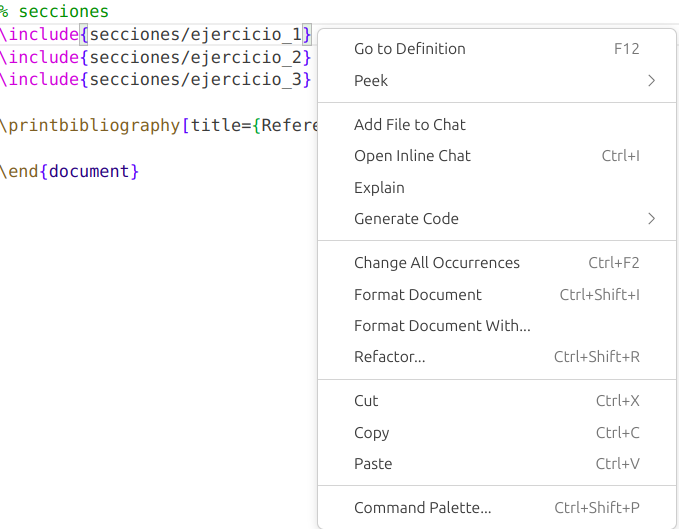 % secciones
\include{secciones/ejercicio_1}
\include{secciones/ejercicio_2}
\include{secciones/ejercicio_3}
\printbibliography[title={Refere
\end{document}
Go to Definition F12
Peek
Add File to Chat
Open Inline Chat Ctrl+I
Explain
Generate Code
Change All Occurrences Ctrl+F2
Format Document Ctrl+Shift+I
Format Document With...
Refactor... Ctrl+Shift+R
Cut Ctrl+X
Copy Ctrl+C
Paste Ctrl+V
Command Palette... Ctrl+Shift+P